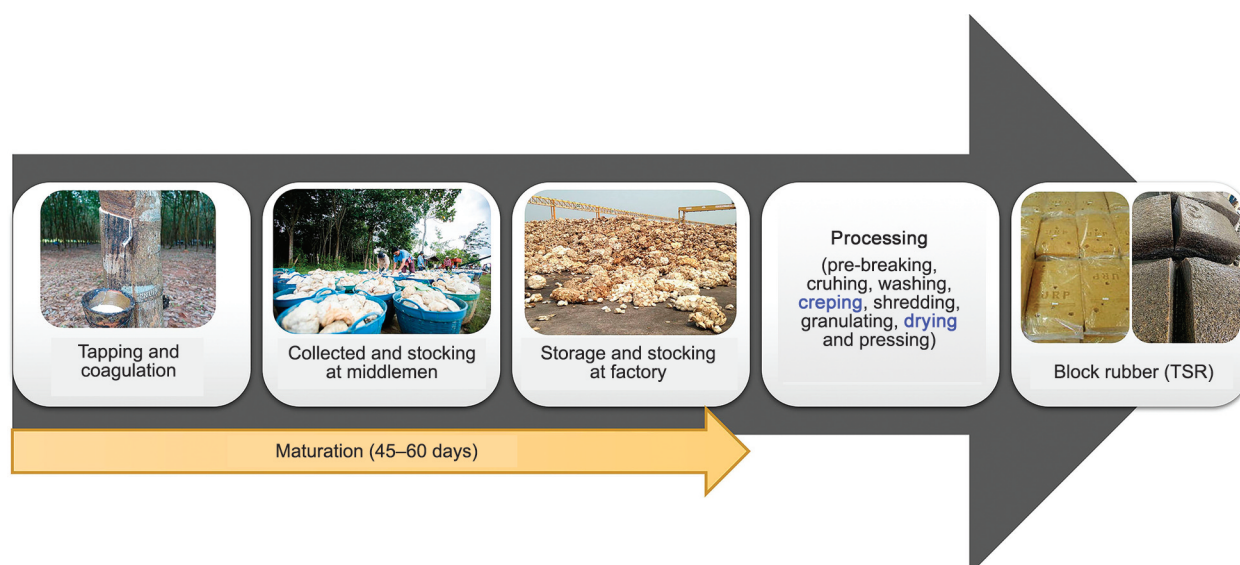 Tapping and
coagulation
Collected and stocking
at middlemen
Storage and stocking
at factory
Processing
(pre-breaking,
cruhing, washing,
creping, shredding,
granulating, drying
and pressing)
Block rubber (TSR)
Maturation (45–60 days)